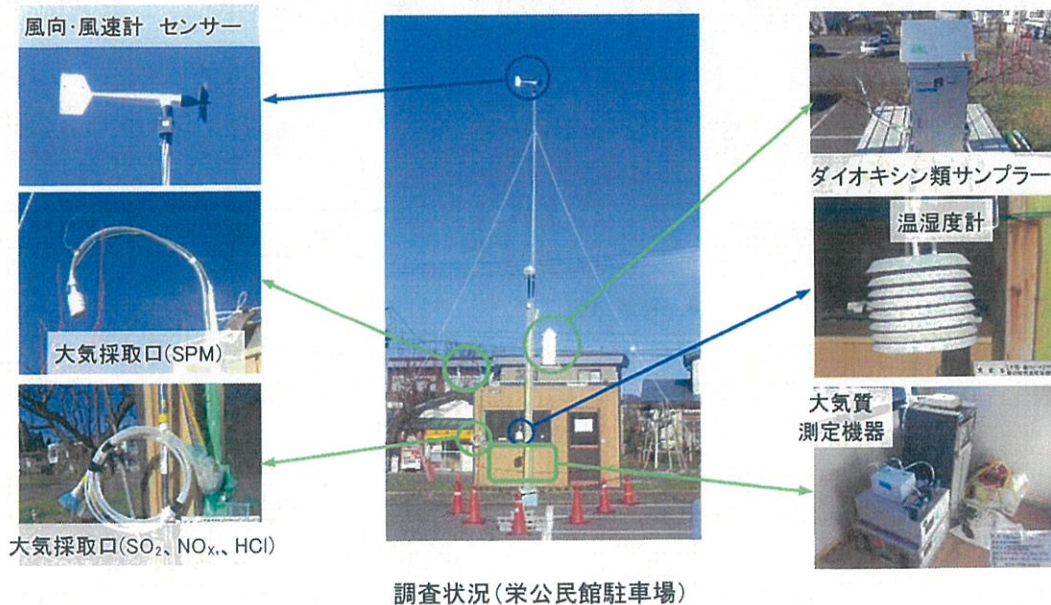 風向・風速計 センサー
大気採取口(SPM)
大気採取口(SO₂、NOₓ、、HCl)
調査状況(栄公民館駐車場)
ダイオキシン類サンプラー
温湿度計
大気質
測定機器